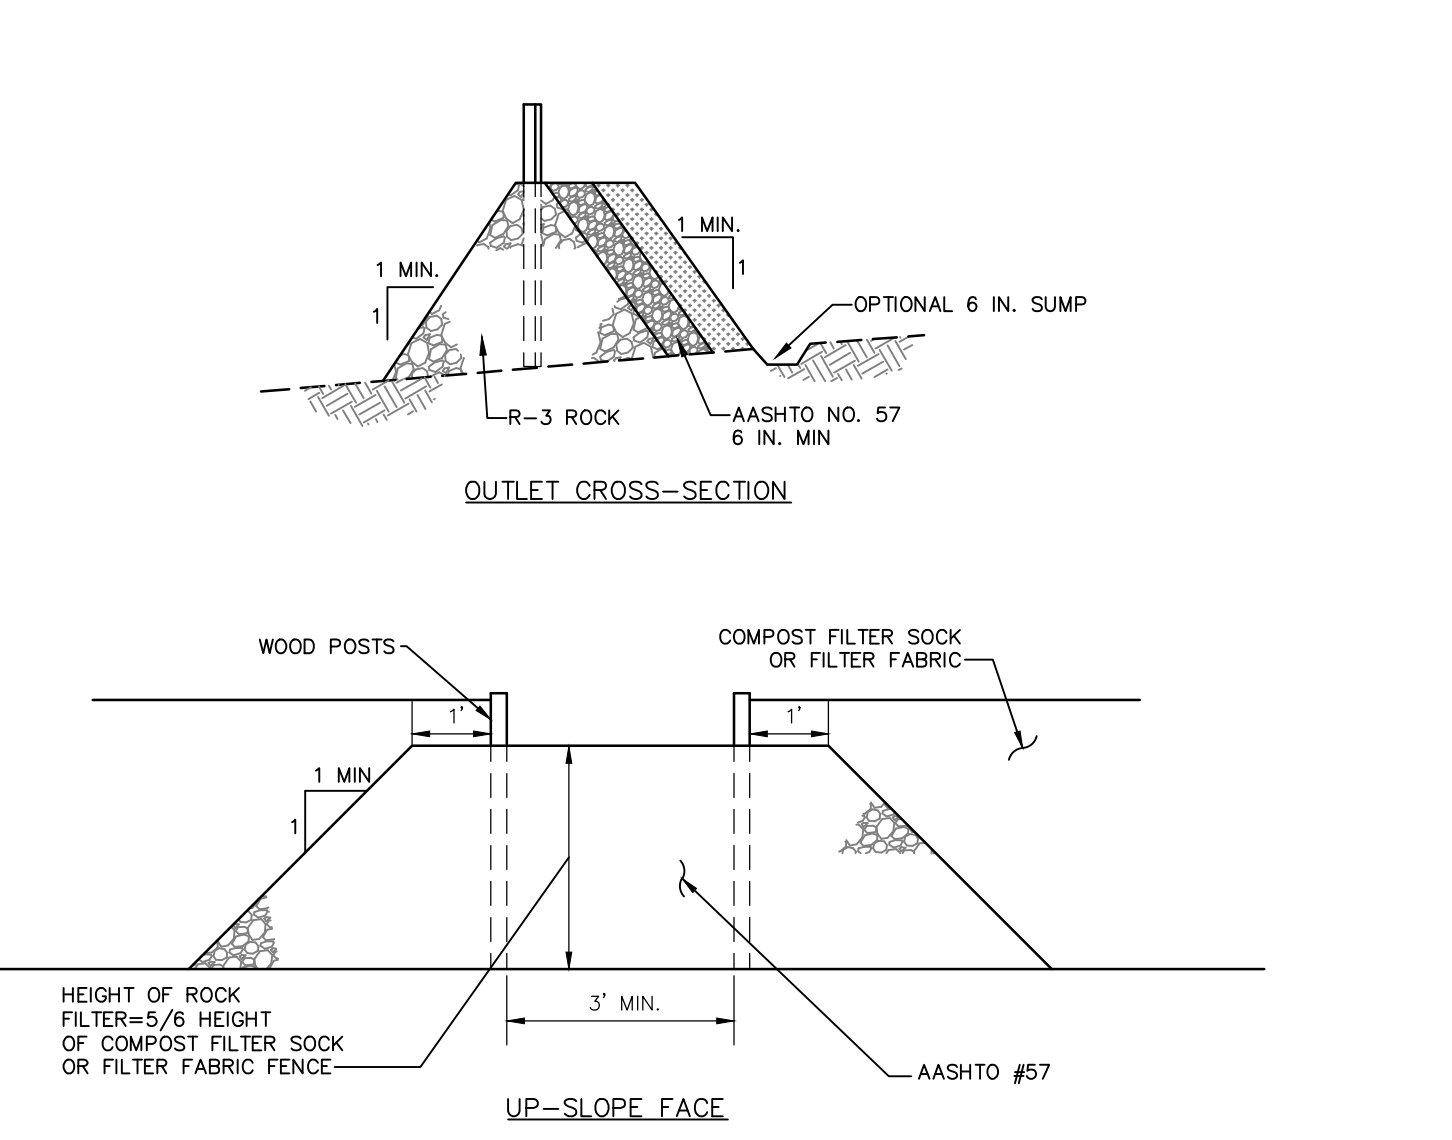 1 MIN.
1
1 MIN.
1
OPTIONAL 6 IN. SUMP
R-3 ROCK
AASHTO NO. 57
6 IN. MIN
OUTLET CROSS-SECTION
WOOD POSTS
COMPOST FILTER SOCK
OR FILTER FABRIC
1'
1'
1 MIN
1
HEIGHT OF ROCK
FILTER=5/6 HEIGHT
OF COMPOST FILTER SOCK
OR FILTER FABRIC FENCE
3' MIN.
AASHTO #57
UP-SLOPE FACE